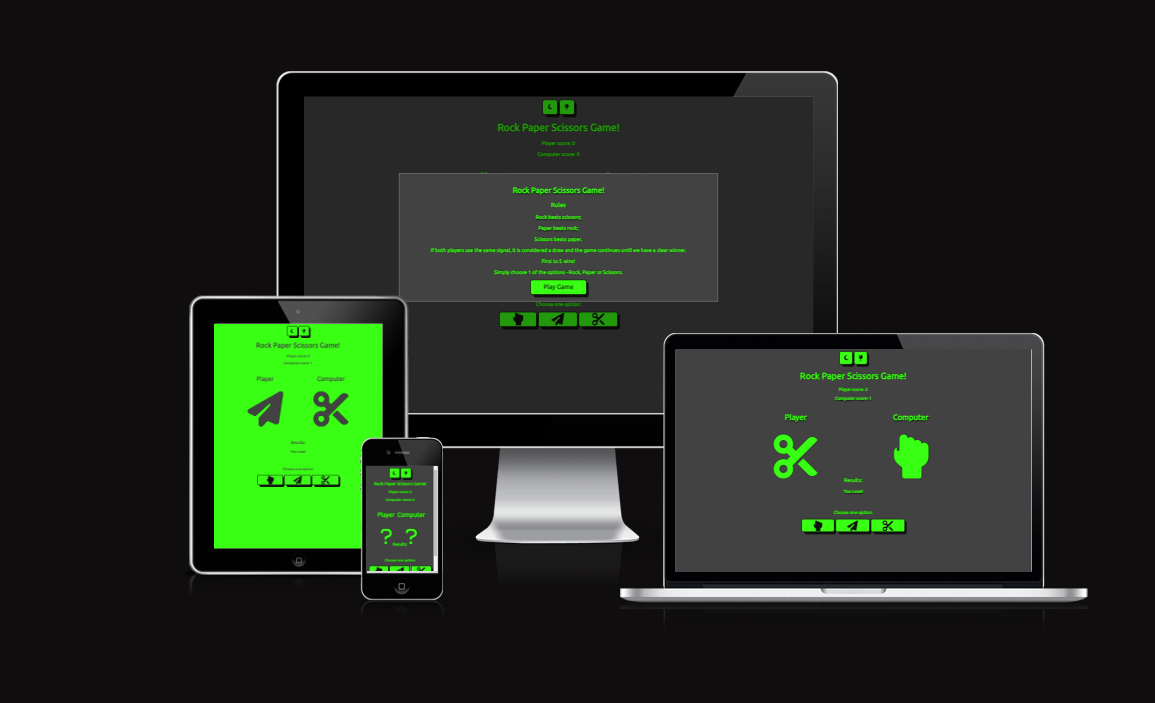 Rock Paper Scissors Game!
Player score: 0
Computer score: 0
Rock Paper Scissors Game!
Rules
Rock beats scissors;
Paper beats rock;
Scissors beats paper.
If both players use the same signal, it is considered a draw and the game continues until we have a clear winner.
First to 5 wins!
Simply choose 1 of the options - Rock, Paper or Scissors.
Play Game
Choose one option:
Rock Paper Scissors Game!
Player score:
Computer score: 1
Player Computer
Results:
You Lose!
Choose one option:
Rock Paper Scissors Game!
Player score: 0
Computer score: 0
Player Computer
? ?
Results:
Choose one option:
Rock Paper Scissors Game!
Player score: 2
Computer score: 1
Player Computer
Results:
You Lose!
Choose one option: